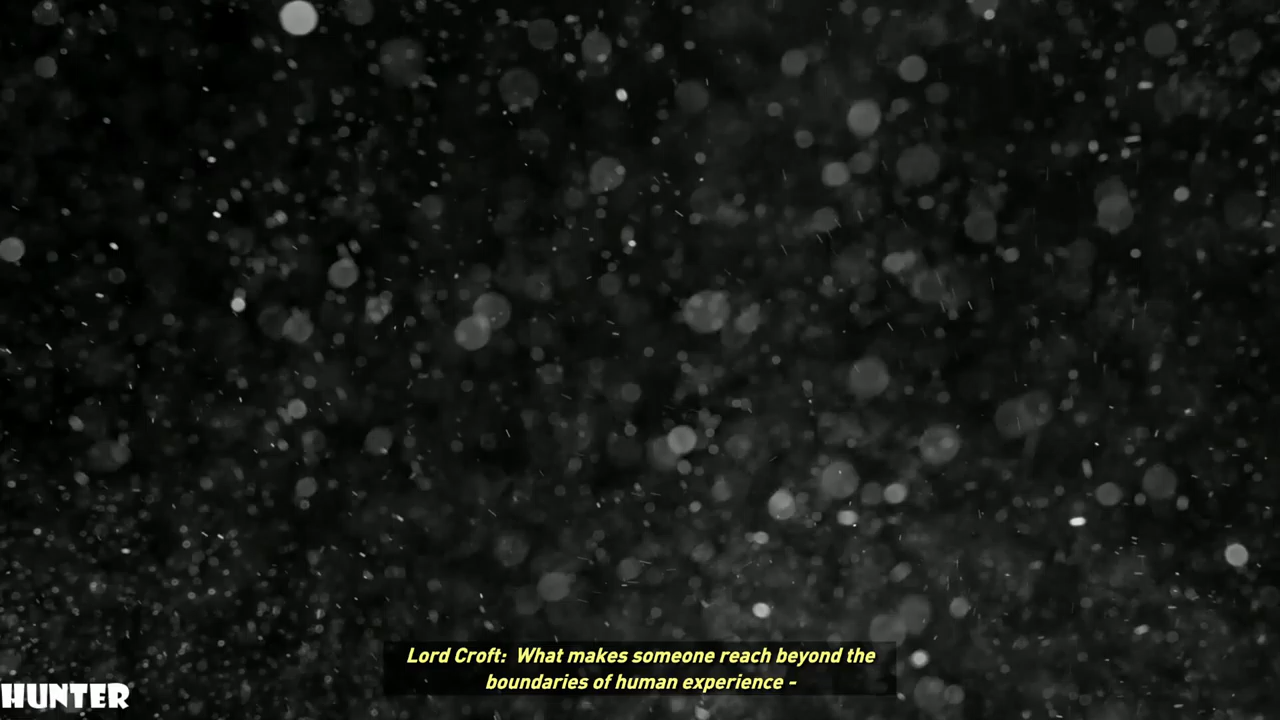 Lord Croft: What makes someone reach beyond the
boundaries of human experience -
HUNTER